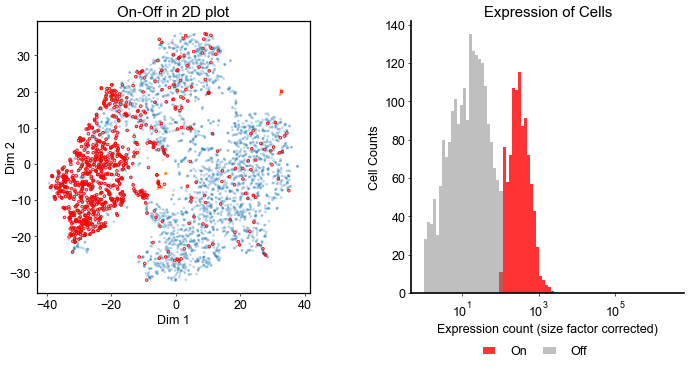 On-Off in 2D plot
30
20
10
0
−10
−20
−30
−40
−20
0
20
40
Dim 1
Dim 2
Expression of Cells
140
120
100
80
60
40
20
0
10^1
10^3
10^5
Cell Counts
Expression count (size factor corrected)
On
Off